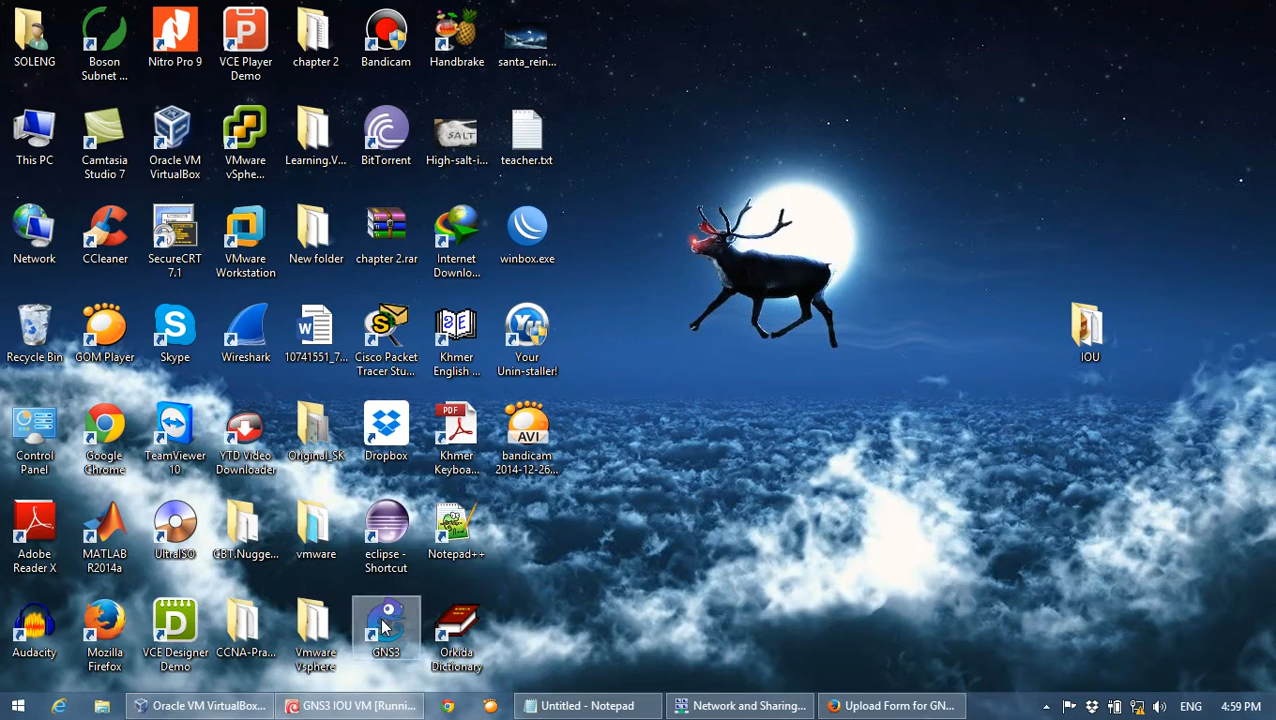 SOLENG
Boson
Subnet ...
Nitro Pro 9
VCE Player
Demo
chapter 2
Bandicam
Handbrake
santa_rein...
This PC
Camtasia
Studio 7
Oracle VM
VirtualBox
VMware
vSphe...
Learning.V...
BitTorrent
SALT
High-salt-i...
teacher.txt
Network
CCleaner
SecureCRT
7.1
VMware
Workstation
New folder
chapter 2.rar
Internet
Downlo...
winbox.exe
Recycle Bin
GOM Player
Skype
Wireshark
10741551_7...
Cisco Packet
Tracer Stu...
Khmer
English ...
Your
Unin-staller!
IOU
Control
Panel
Google
Chrome
TeamViewer
10
YTD Video
Downloader
Original_SK
Dropbox
PDF
Khmer
Keyboa...
AVI
bandicam
2014-12-26...
Adobe
Reader X
MATLAB
R2014a
UltraISO
CBT.Nugge...
vmware
eclipse -
Shortcut
Notepad++
Audacity
Mozilla
Firefox
VCE Designer
Demo
CCNA-Pra...
Vmware
Vsphere
GNS3
Orkida
Dictionary
Oracle VM VirtualBox...
GNS3 IOU VM [Runni...
Untitled - Notepad
Network and Sharing...
Upload Form for GN...
ENG
4:59 PM